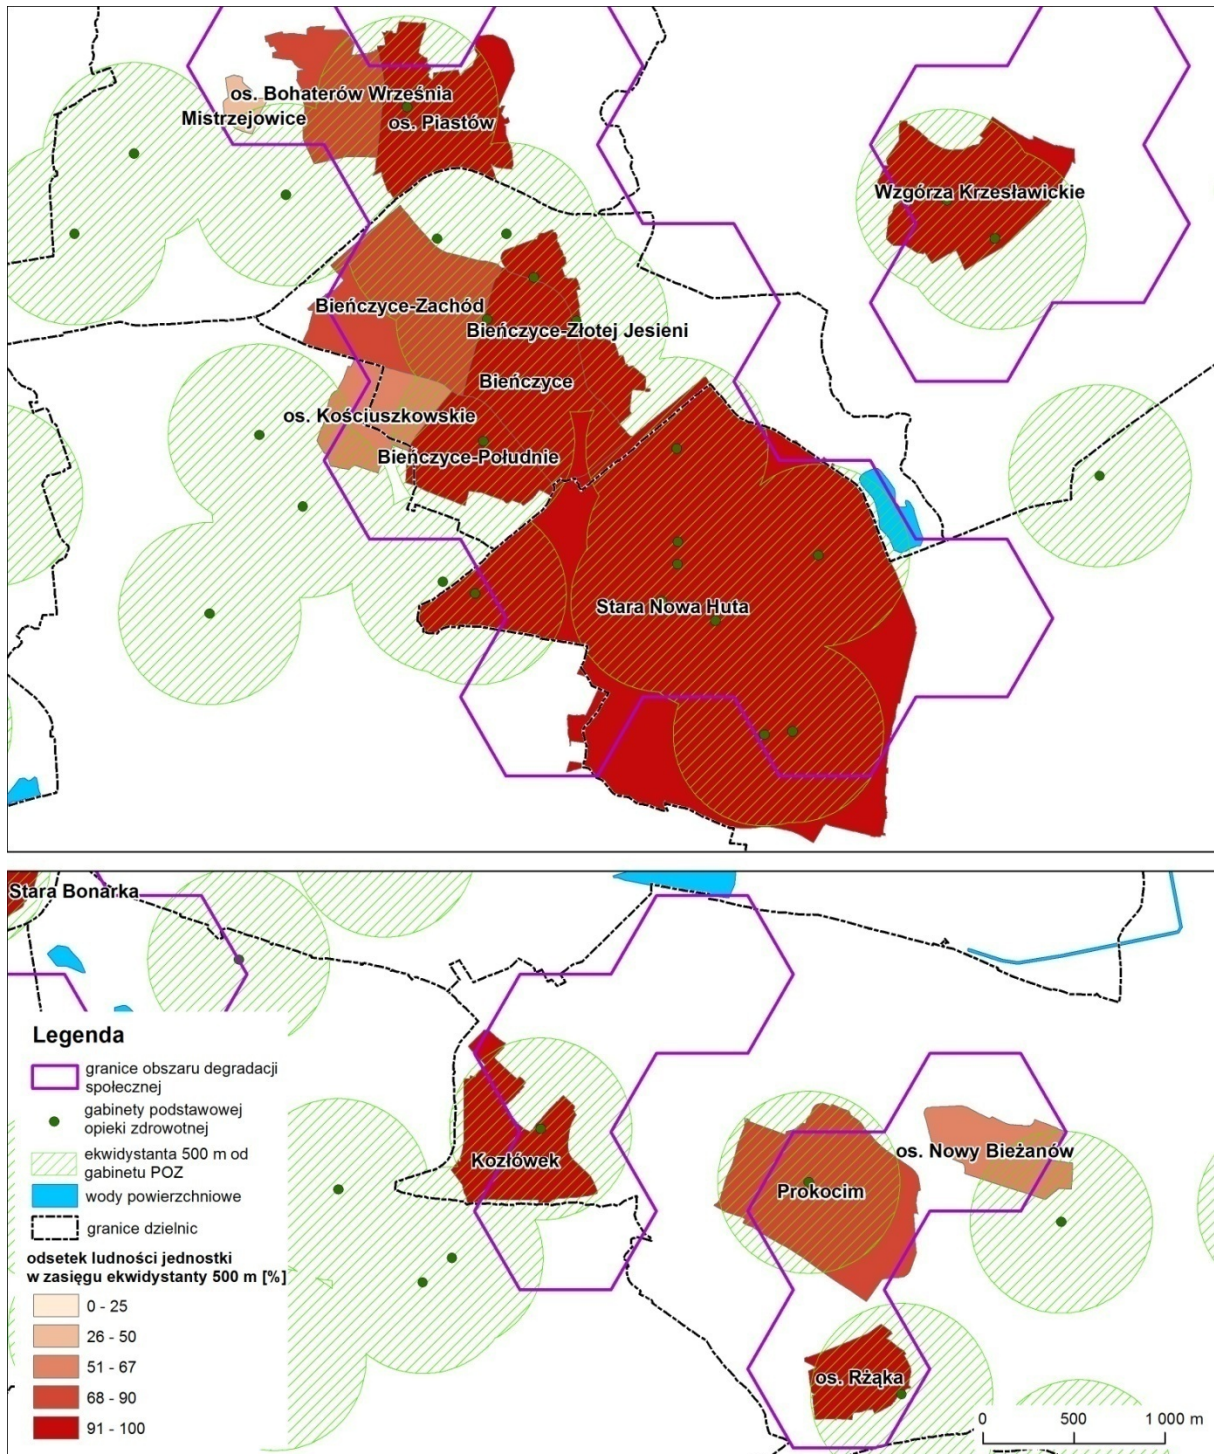 os. Bohaterów Września
Mistrzejowice
os. Piastów
Wzgórza Krzesławickie
Bieńczyce-Zachód
Bieńczyce-Złotej Jesieni
Bieńczyce
os. Kościuszkowskie
Bieńczyce-Południe
Stara Nowa Huta
Stara Bonarka
Kozłówek
os. Nowy Bieżanów
Prokocim
os. Rżąka
Legenda
granice obszaru degradacji
społecznej
gabinety podstawowej
opieki zdrowotnej
ekwidystanta 500 m od
gabinetu POZ
wody powierzchniowe
granice dzielnic
odsetek ludności jednostki
w zasięgu ekwidystanty 500 m [%]
0 - 25
26 - 50
51 - 67
68 - 90
91 - 100
0 500 1 000 m